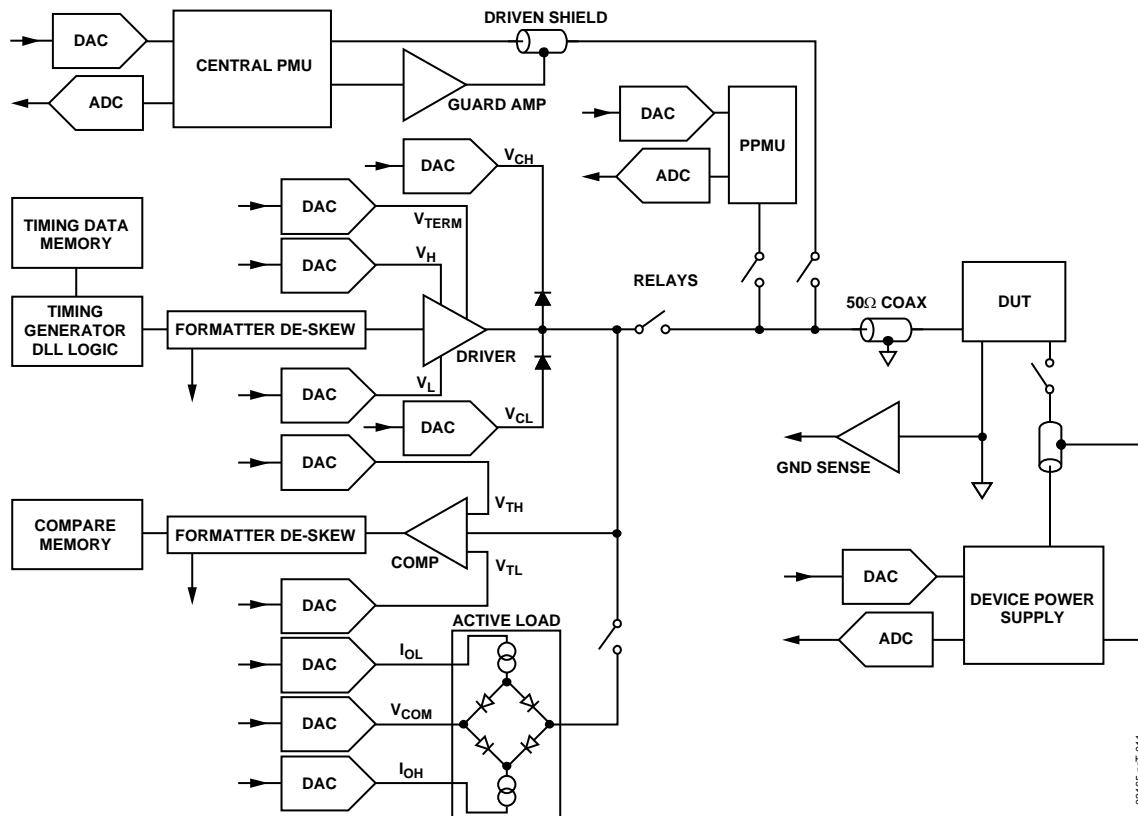 DRIVEN SHIELD
DAC
CENTRAL PMU
ADC
GUARD AMP
DAC
PPMU
ADC
DAC
V_CH
DAC
V_TERM
TIMING DATA
MEMORY
DAC
V_H
RELAYS
50Ω COAX
DUT
TIMING
GENERATOR
DLL LOGIC
FORMATTER DE-SKEW
DRIVER
DAC
V_L
DAC
V_CL
GND SENSE
DAC
V_TH
COMPARE
MEMORY
FORMATTER DE-SKEW
COMP
V_TL
DAC
DAC
DEVICE POWER
SUPPLY
ADC
ACTIVE LOAD
DAC
I_OL
DAC
V_COM
DAC
I_OH